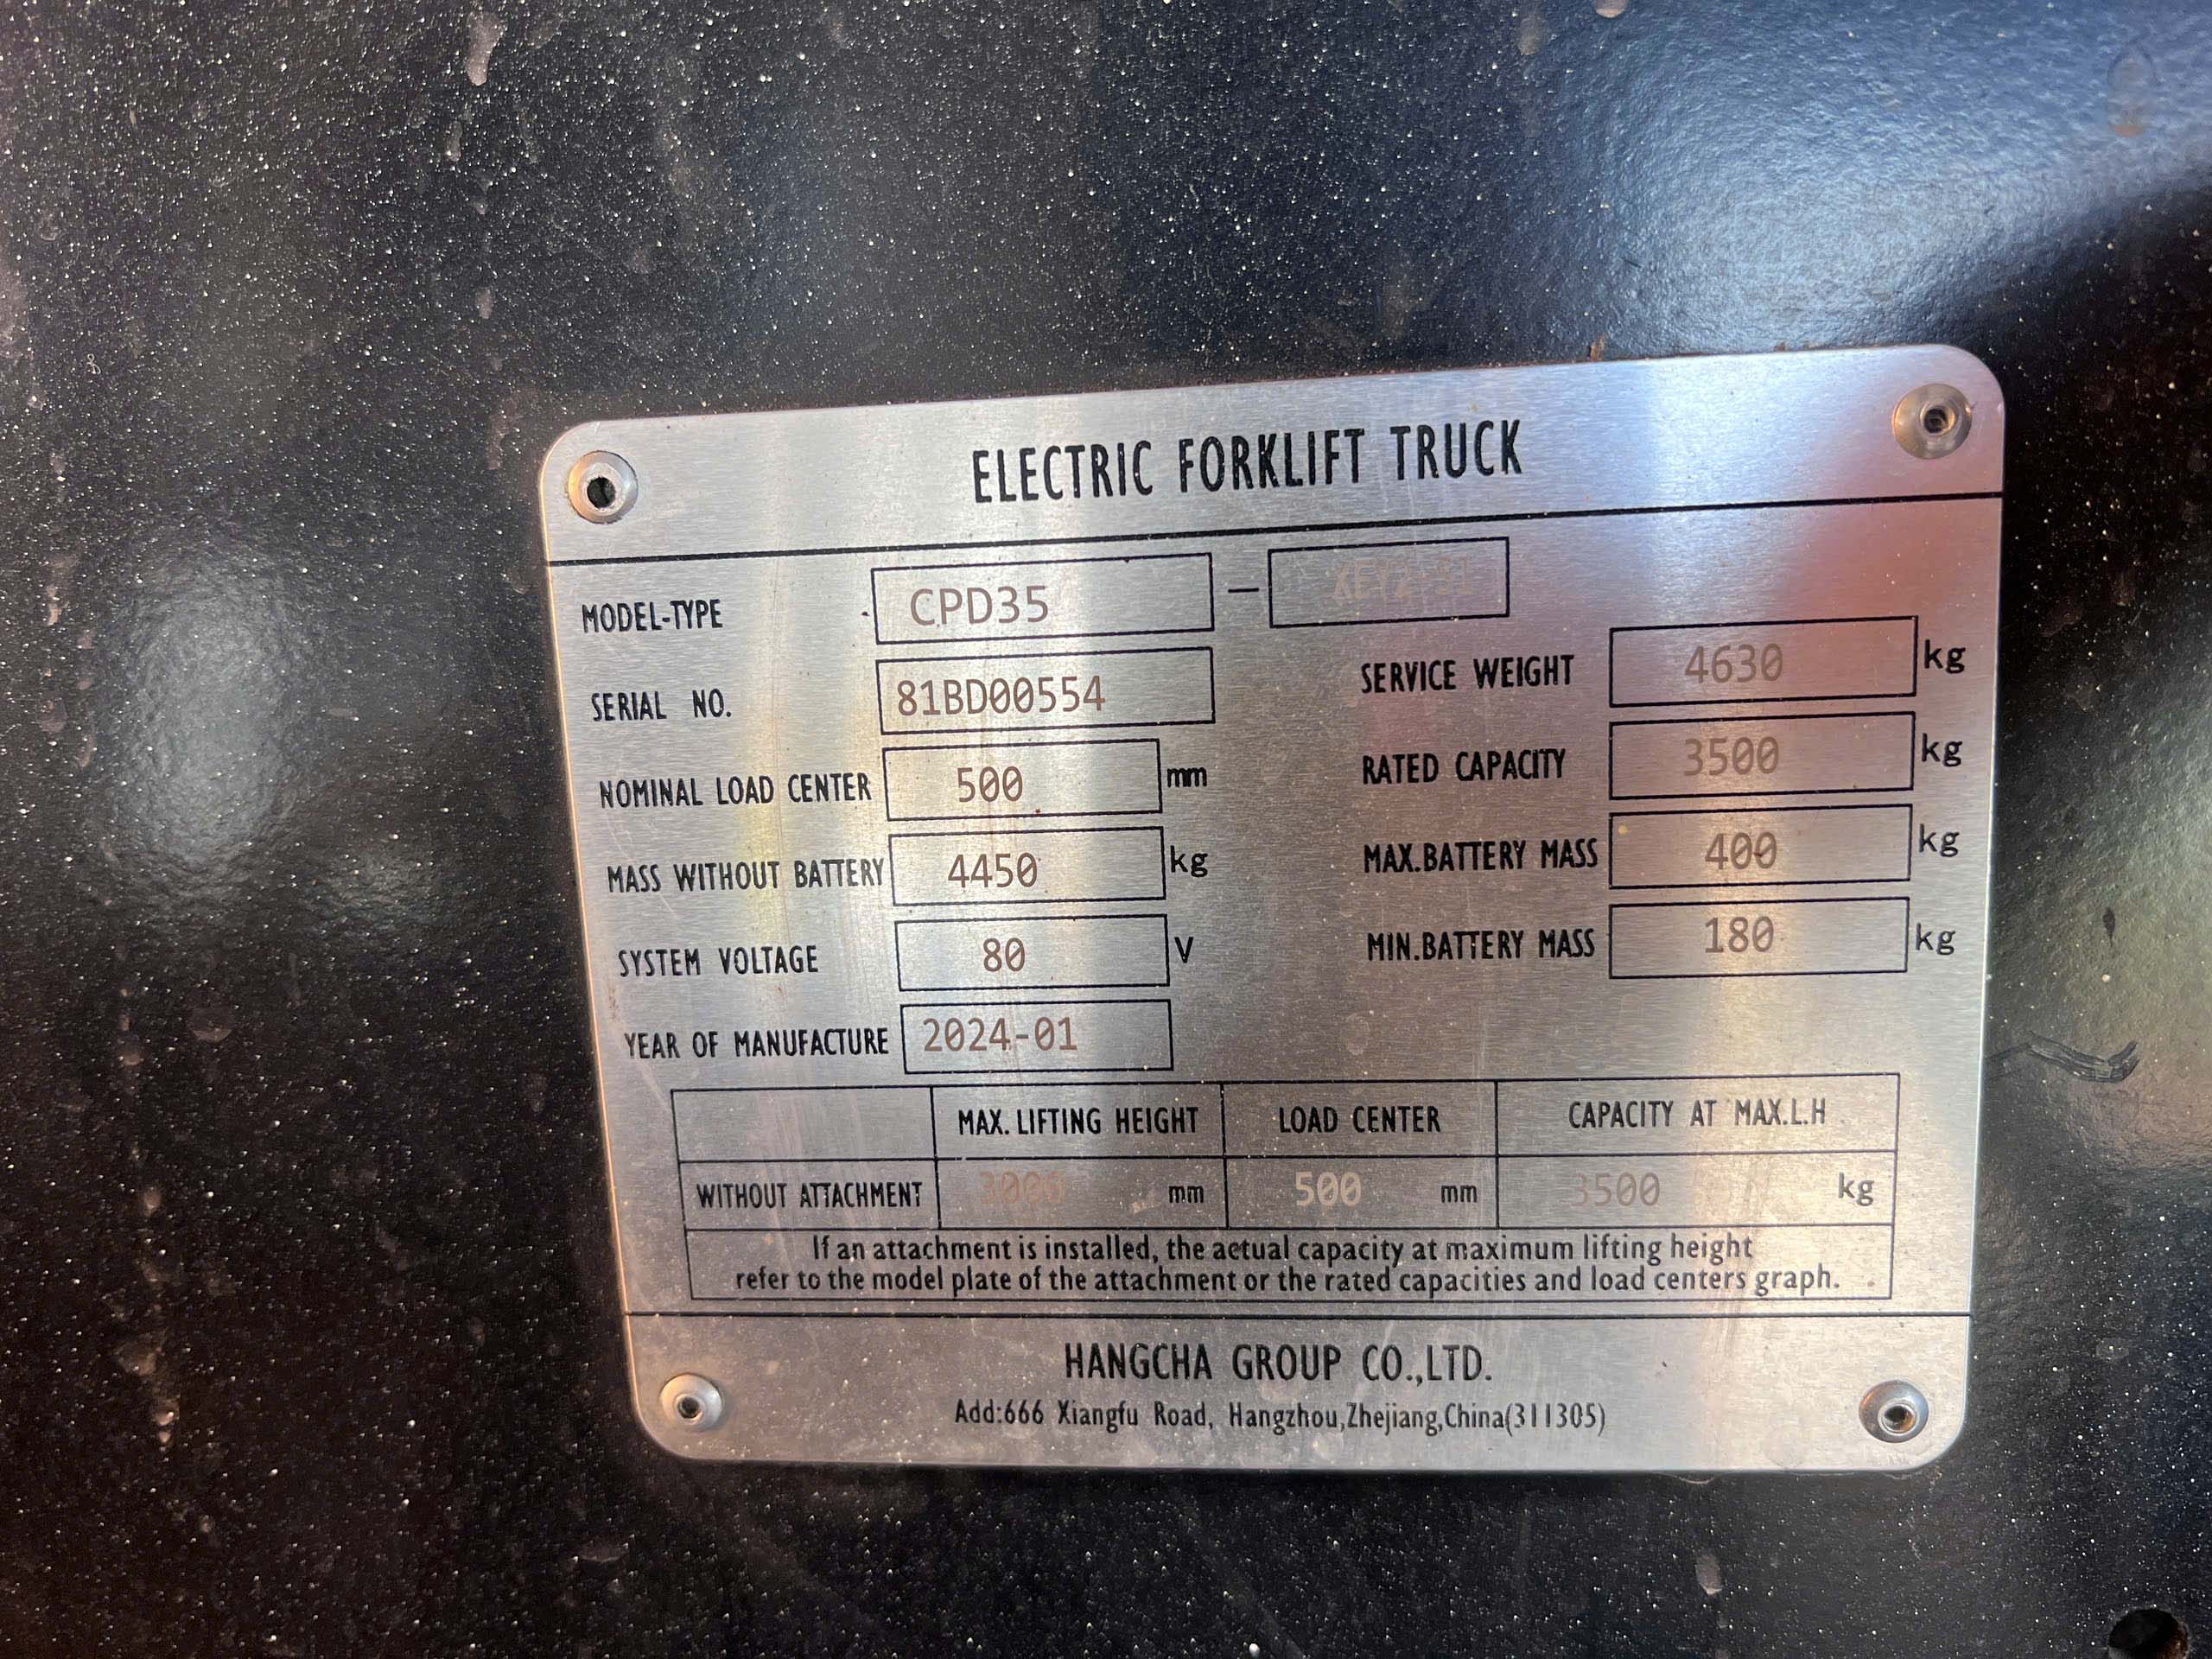 ELECTRIC FORKLIFT TRUCK
MODEL-TYPE CPD35 –
SERIAL NO. 81BD00554
SERVICE WEIGHT 4630 kg
NOMINAL LOAD CENTER 500 mm
RATED CAPACITY 3500 kg
MASS WITHOUT BATTERY 4450 kg
MAX.BATTERY MASS 400 kg
SYSTEM VOLTAGE 80 V
MIN.BATTERY MASS 180 kg
YEAR OF MANUFACTURE 2024-01
MAX. LIFTING HEIGHT LOAD CENTER CAPACITY AT MAX.L.H
WITHOUT ATTACHMENT 3000 mm 500 mm 3500 kg
If an attachment is installed, the actual capacity at maximum lifting height
refer to the model plate of the attachment or the rated capacities and load centers graph.
HANGCHA GROUP CO.,LTD.
Add:666 Xiangfu Road, Hangzhou,Zhejiang,China(311305)